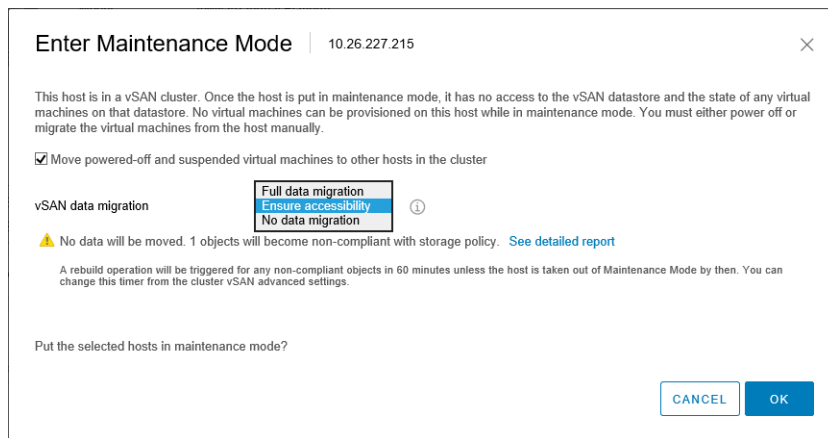 Enter Maintenance Mode 10.26.227.215
This host is in a vSAN cluster. Once the host is put in maintenance mode, it has no access to the vSAN datastore and the state of any virtual
machines on that datastore. No virtual machines can be provisioned on this host while in maintenance mode. You must either power off or
migrate the virtual machines from the host manually.
Move powered-off and suspended virtual machines to other hosts in the cluster
Full data migration
vSAN data migration Ensure accessibility
No data migration
No data will be moved. 1 objects will become non-compliant with storage policy. See detailed report
A rebuild operation will be triggered for any non-compliant objects in 60 minutes unless the host is taken out of Maintenance Mode by then. You can
change this timer from the cluster vSAN advanced settings.
Put the selected hosts in maintenance mode?
CANCEL OK